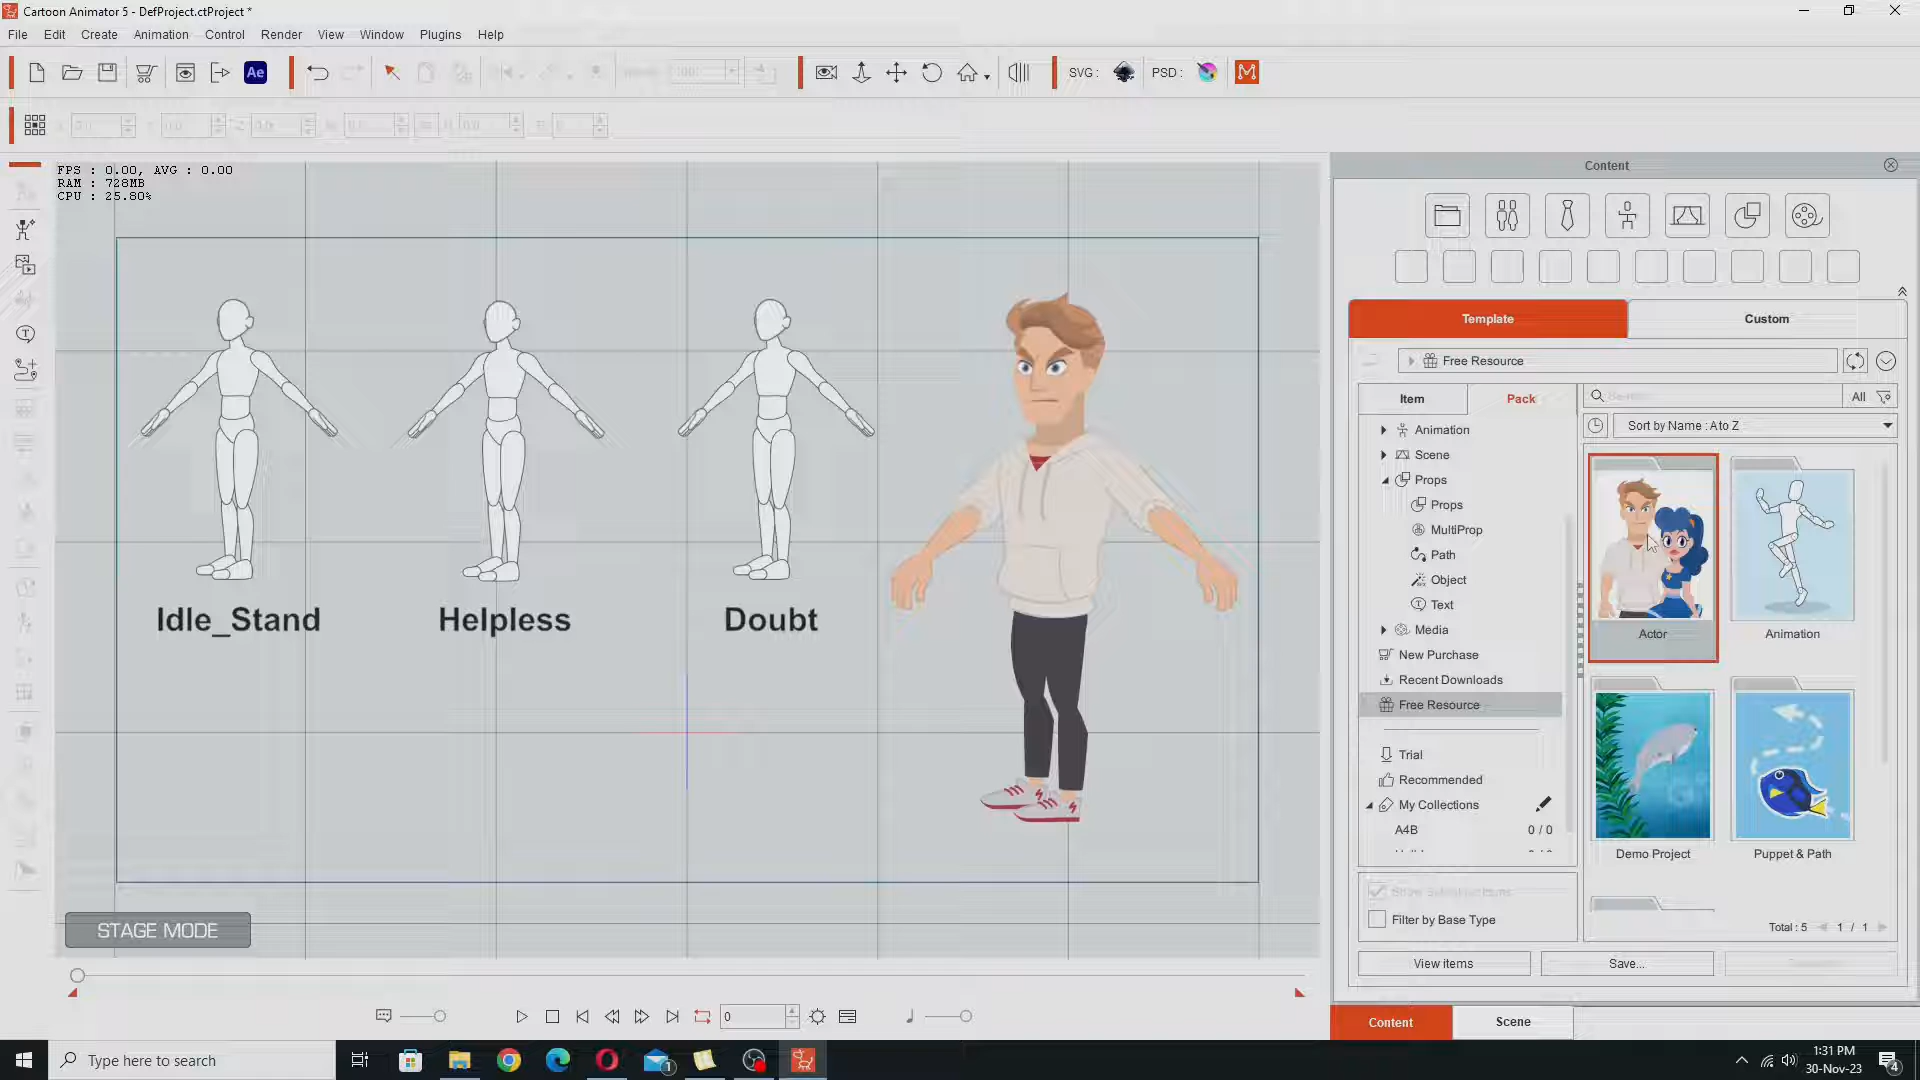 Cartoon Animator 5 - DefProject.ctProject *
File Edit Create Animation Control Render View Window Plugins Help
Ae
SVG :
PSD :
FPS : 0.00, AVG : 0.00
RAM : 728MB
CPU : 25.80%
Idle_Stand
Helpless
Doubt
STAGE MODE
0
Content
Template
Custom
Free Resource
Item
Pack
All
Sort by Name : A to Z
Animation
Scene
Props
Props
MultiProp
Path
Object
Text
Media
New Purchase
Recent Downloads
Free Resource
Trial
Recommended
My Collections
A4B 0 / 0
Actor
Animation
Demo Project
Puppet & Path
Filter by Base Type
Total : 5 1 / 1
View items
Save...
Content
Scene
Type here to search
1
1:31 PM
30-Nov-23
4